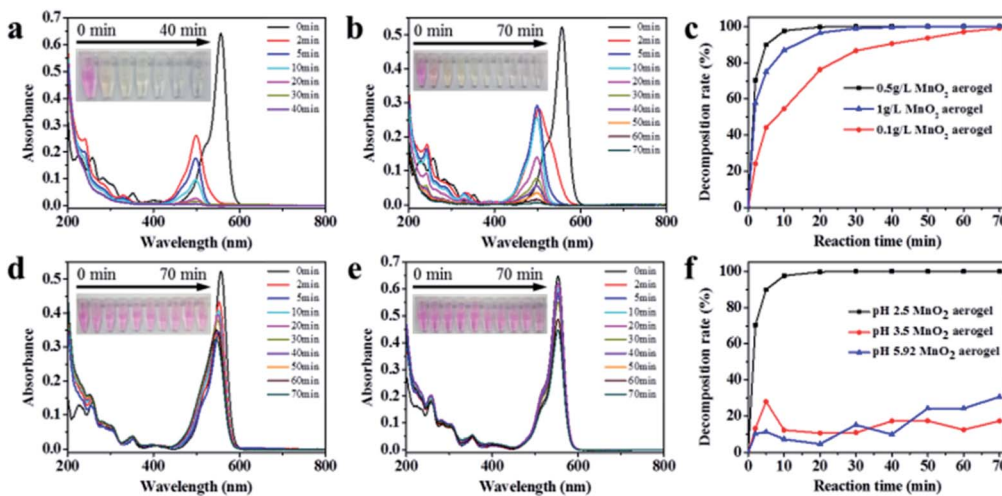 a
0 min 40 min
0min
2min
5min
10min
20min
30min
40min
0.7
0.6
0.5
0.4
0.3
0.2
0.1
0.0
Absorbance
200 400 600 800
Wavelength (nm)
b
0 min 70 min
0min
2min
5min
10min
20min
30min
40min
50min
60min
70min
0.5
0.4
0.3
0.2
0.1
0.0
Absorbance
200 400 600 800
Wavelength (nm)
c
100
80
60
40
20
0
Decomposition rate (%)
0.5g/L MnO₂ aerogel
1g/L MnO₂ aerogel
0.1g/L MnO₂ aerogel
0 10 20 30 40 50 60 70
Reaction time (min)
d
0 min 70 min
0min
2min
5min
10min
20min
30min
40min
50min
60min
70min
0.5
0.4
0.3
0.2
0.1
0.0
Absorbance
200 400 600 800
Wavelength (nm)
e
0 min 70 min
0min
2min
5min
10min
20min
30min
40min
50min
60min
70min
0.7
0.6
0.5
0.4
0.3
0.2
0.1
0.0
Absorbance
200 400 600 800
Wavelength (nm)
f
100
80
60
40
20
0
Decomposition rate (%)
pH 2.5 MnO₂ aerogel
pH 3.5 MnO₂ aerogel
pH 5.92 MnO₂ aerogel
0 10 20 30 40 50 60 70
Reaction time (min)